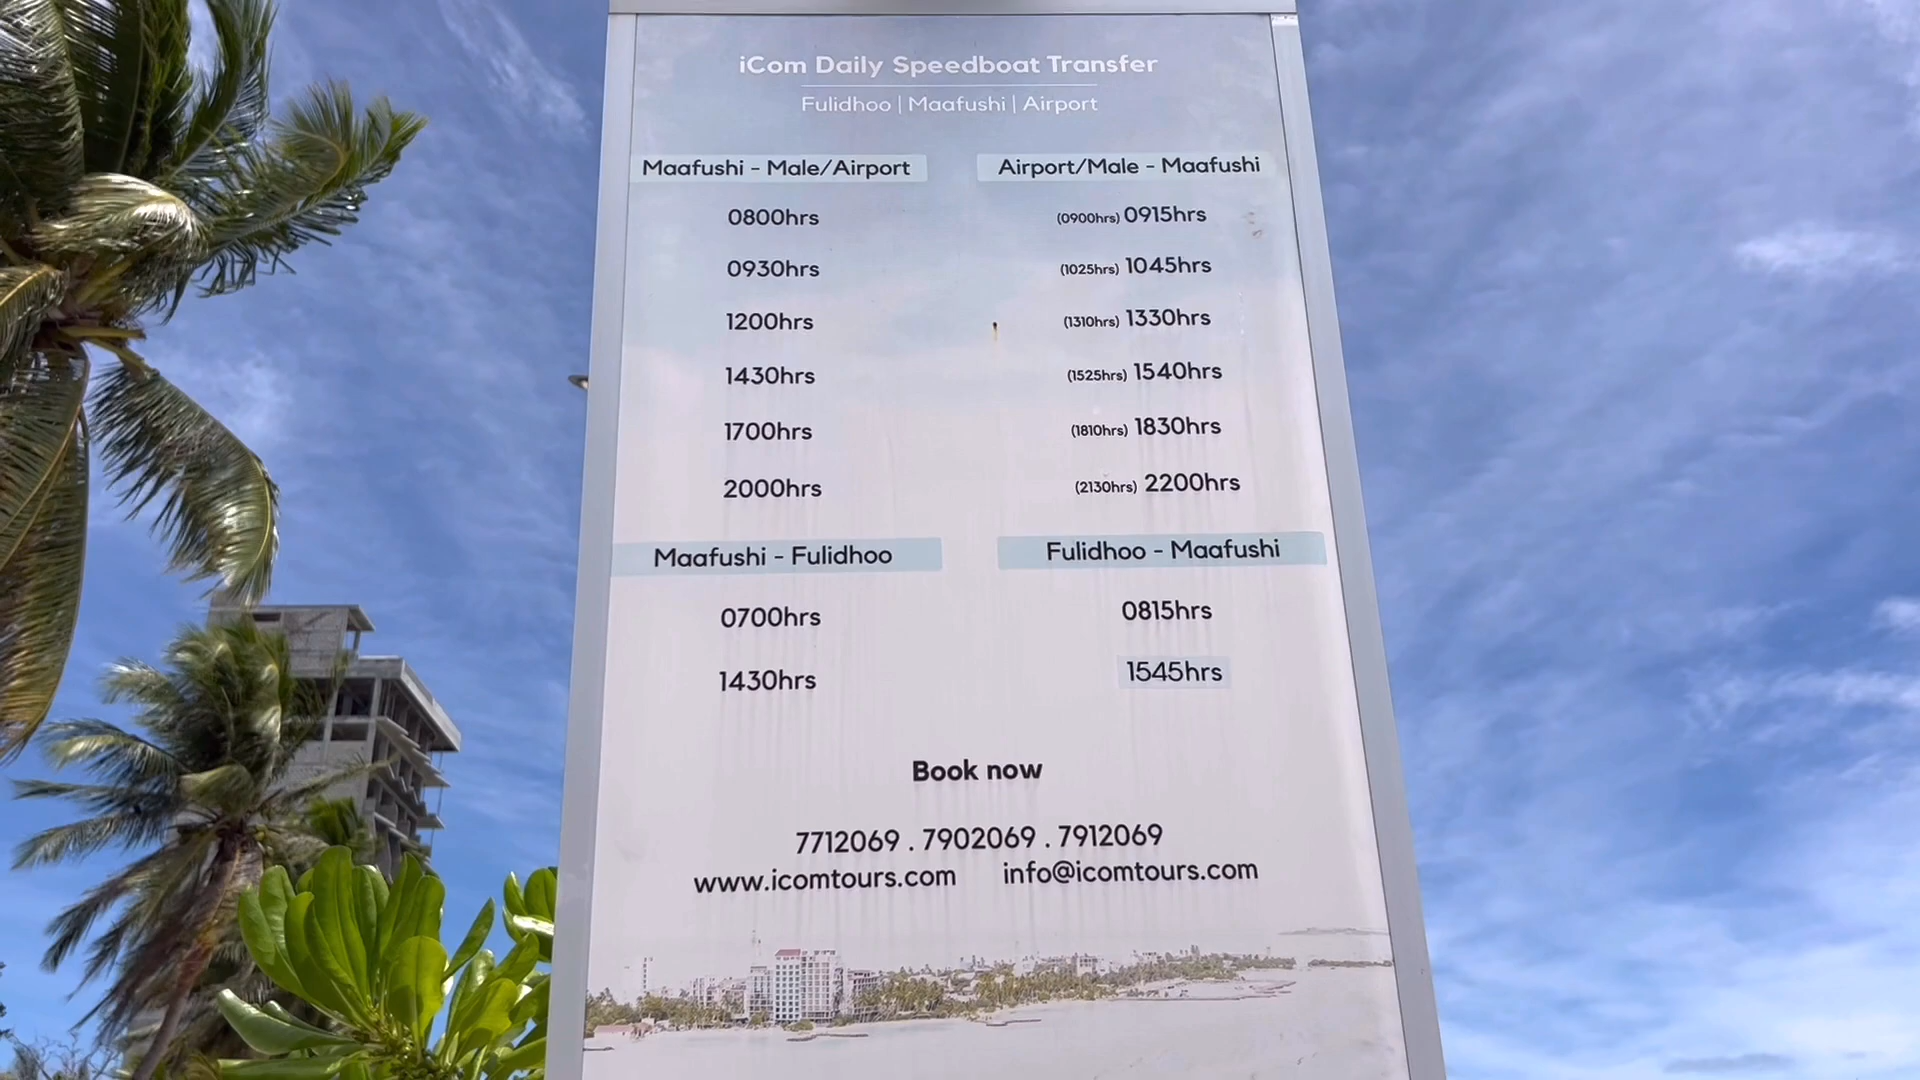 iCom Daily Speedboat Transfer
Fulidhoo | Maafushi | Airport
Maafushi - Male/Airport
0800hrs
0930hrs
1200hrs
1430hrs
1700hrs
2000hrs
Airport/Male - Maafushi
(0900hrs) 0915hrs
(1025hrs) 1045hrs
(1310hrs) 1330hrs
(1525hrs) 1540hrs
(1810hrs) 1830hrs
(2130hrs) 2200hrs
Maafushi - Fulidhoo
0700hrs
1430hrs
Fulidhoo - Maafushi
0815hrs
1545hrs
Book now
7712069 . 7902069 . 7912069
www.icomtours.com info@icomtours.com